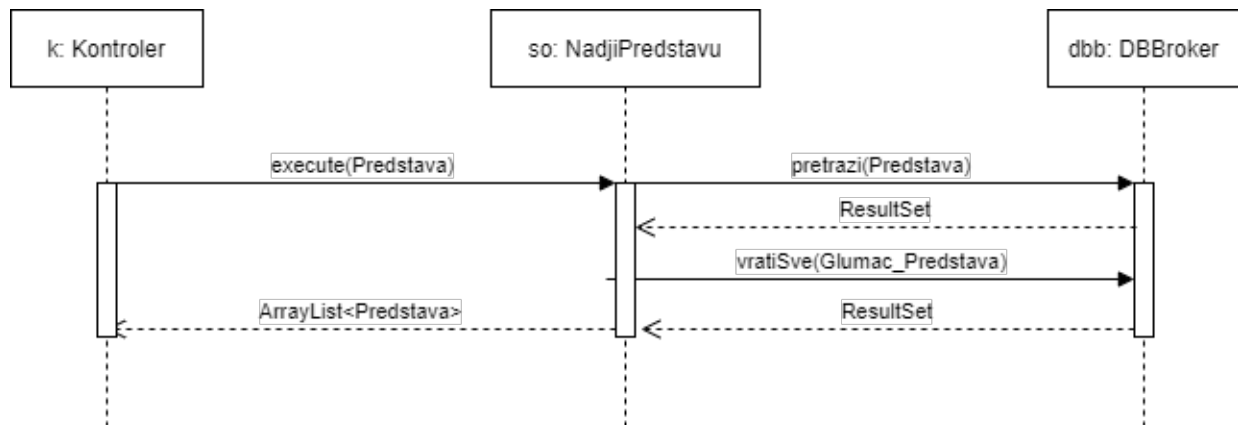 k: Kontroler
so: NadjiPredstavu
dbb: DBBroker
execute(Predstava)
pretrazi(Predstava)
ResultSet
vratiSve(Glumac_Predstava)
ArrayList<Predstava>
ResultSet